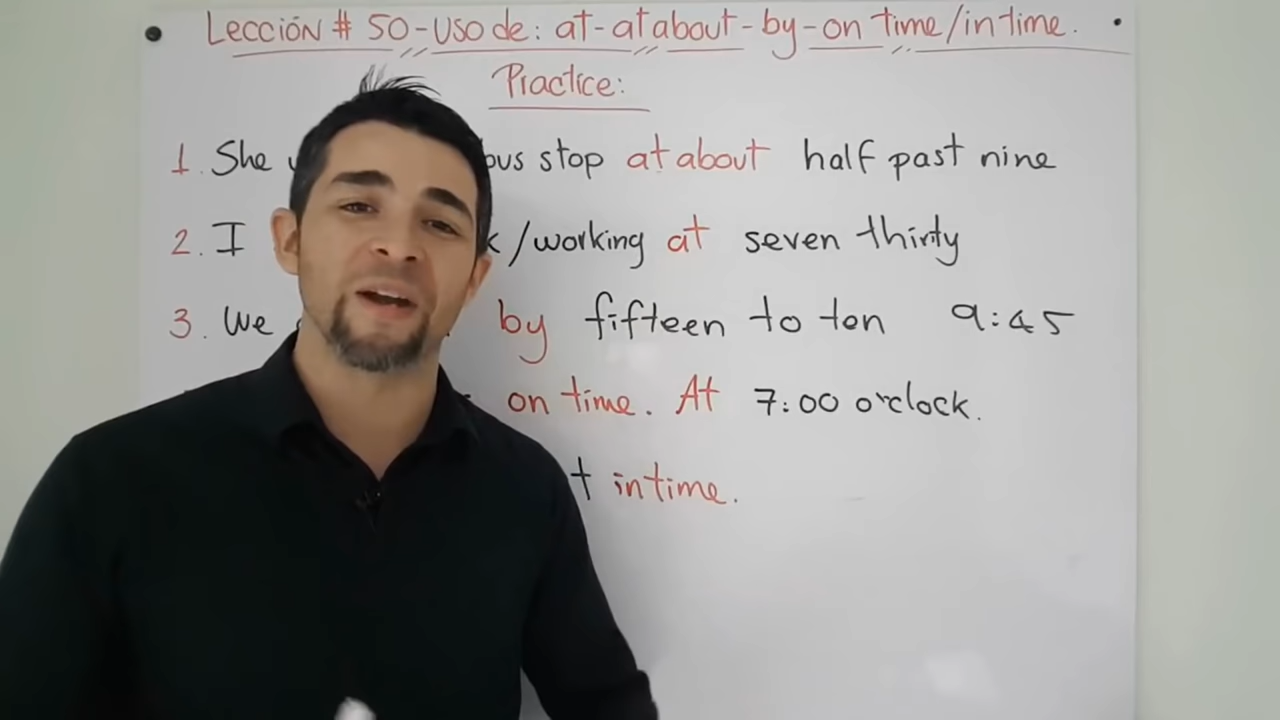 Lección # 50-Uso de: at-at about-by-on time/in time.
Practice:
1. She bus stop at about half past nine
2. I /working at seven thirty
3. We by fifteen to ten 9:45
on time. At 7:00 o'clock.
in time.